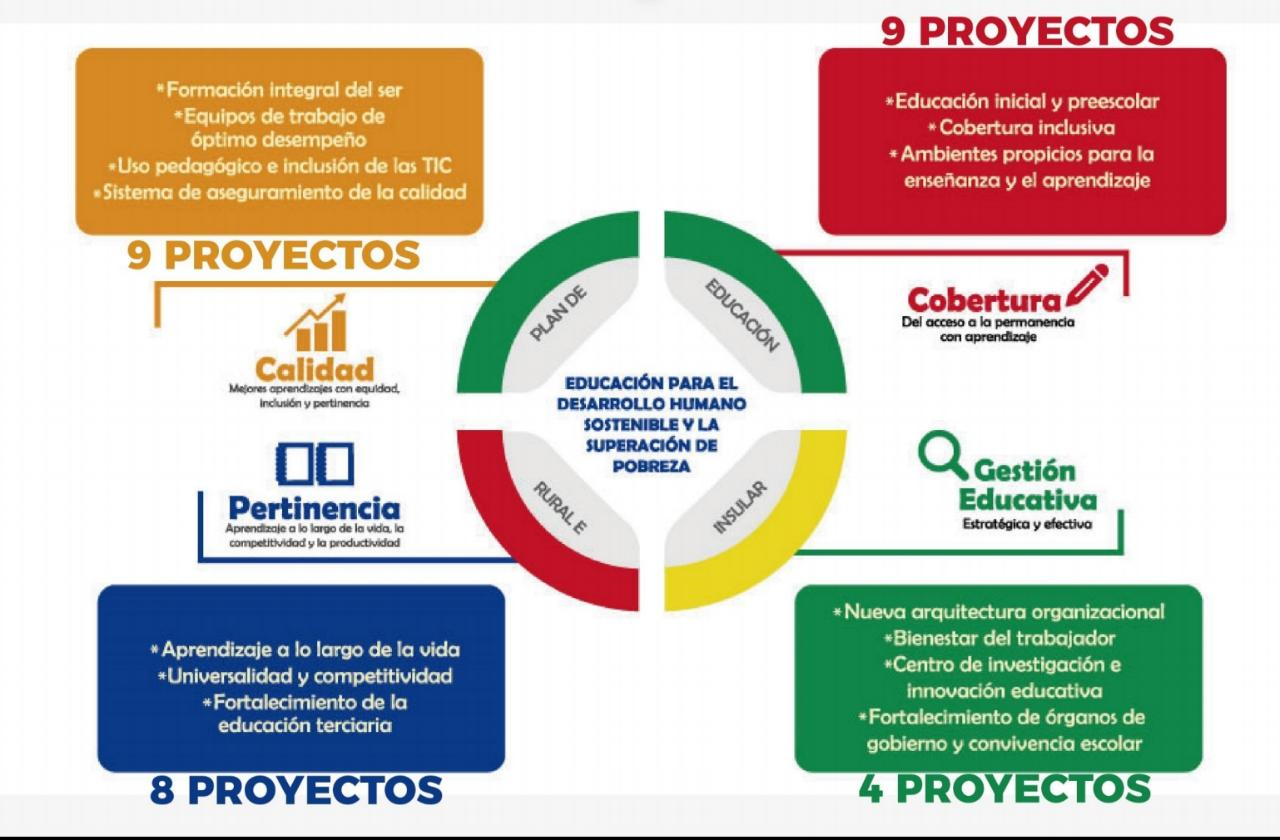 9 PROYECTOS
*Formación integral del ser
*Equipos de trabajo de
óptimo desempeño
*Uso pedagógico e inclusión de las TIC
*Sistema de aseguramiento de la calidad
9 PROYECTOS
*Educación inicial y preescolar
*Cobertura inclusiva
*Ambientes propicios para la
enseñanza y el aprendizaje
Calidad
Mejores aprendizajes con equidad,
inclusión y pertinencia
Cobertura
Del acceso a la permanencia
con aprendizaje
PLAN DE
EDUCACIÓN
RURAL E
INSULAR
EDUCACIÓN PARA EL
DESARROLLO HUMANO
SOSTENIBLE Y LA
SUPERACIÓN DE
POBREZA
Pertinencia
Aprendizaje a lo largo de la vida, la
competitividad y la productividad
Gestión
Educativa
Estratégica y efectiva
*Aprendizaje a lo largo de la vida
*Universalidad y competitividad
*Fortalecimiento de la
educación terciaria
8 PROYECTOS
*Nueva arquitectura organizacional
*Bienestar del trabajador
*Centro de investigación e
innovación educativa
*Fortalecimiento de órganos de
gobierno y convivencia escolar
4 PROYECTOS